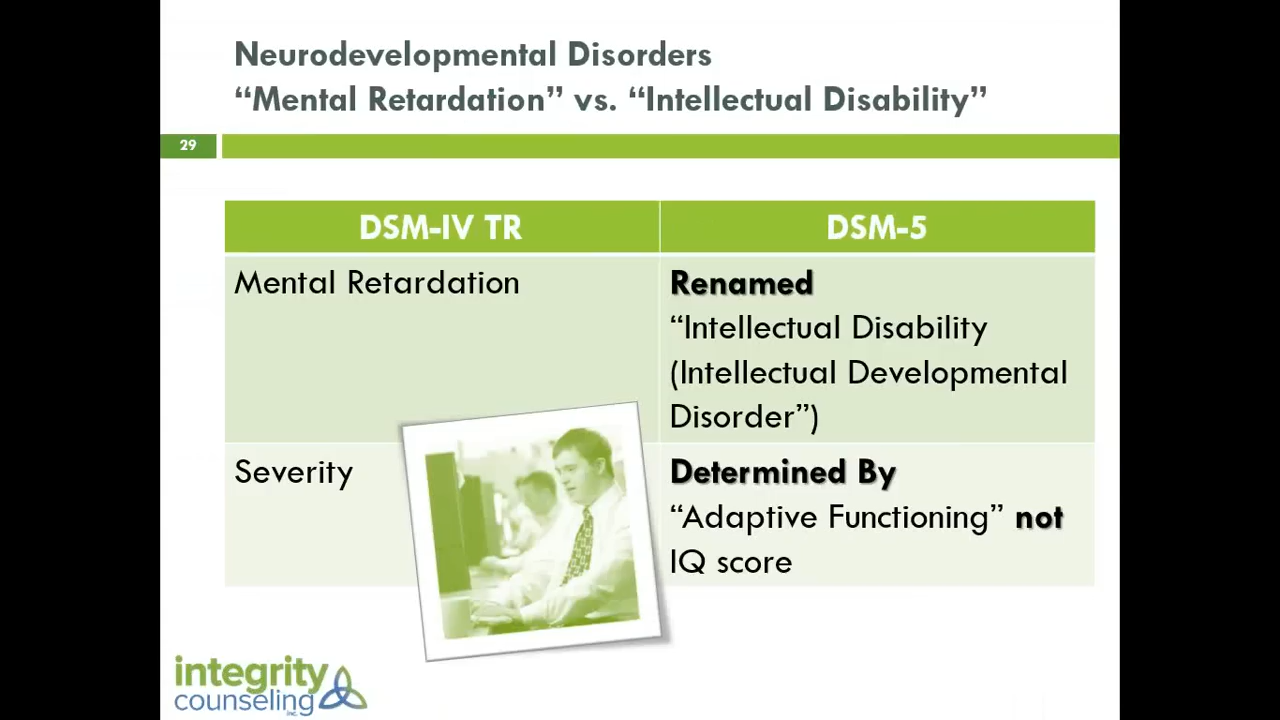 Neurodevelopmental Disorders
“Mental Retardation” vs. “Intellectual Disability”
29
DSM-IV TR
DSM-5
Mental Retardation
Renamed
“Intellectual Disability
(Intellectual Developmental
Disorder”)
Severity
Determined By
“Adaptive Functioning” not
IQ score
integrity
counseling
inc.